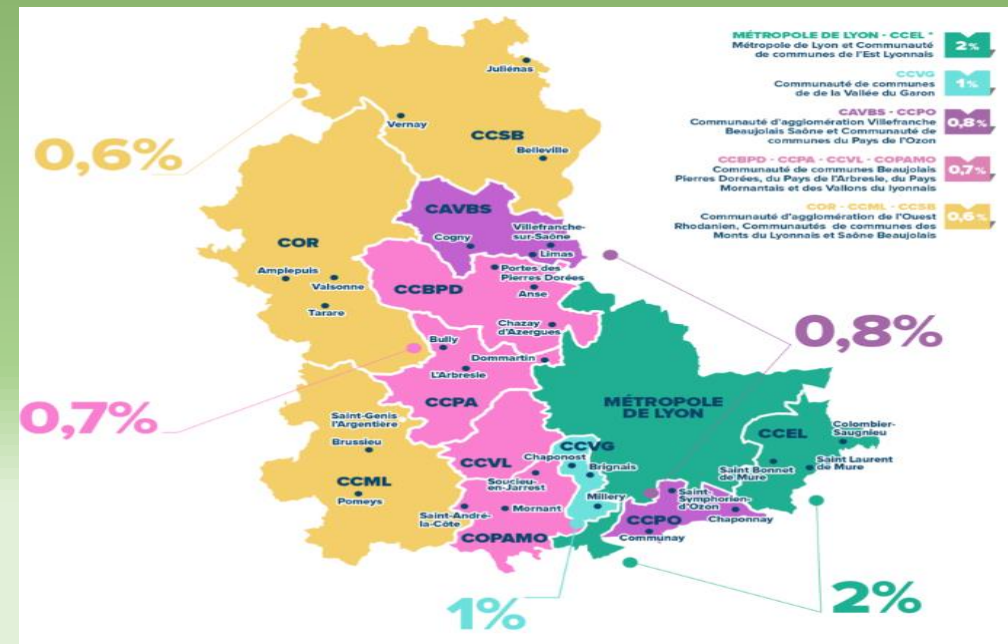 MÉTROPOLE DE LYON - CCEL *
Métropole de Lyon et Communauté
de communes de l'Est Lyonnais
2%
CCVG
Communauté de communes
de de la Vallée du Garon
1%
CAVBS - CCPO
Communauté d'agglomération Villefranche
Beaujolais Saône et Communauté de
communes du Pays de l'Ozon
0,8%
CCBPD - CCPA - CCVL - COPAMO
Communauté de communes Beaujolais
Pierres Dorées, du Pays de l'Arbresle, du Pays
Mornantais et des Vallons du lyonnais
0,7%
COR - CCML - CCSB
Communauté d'agglomération de l'Ouest
Rhodanien, Communautés de communes des
Monts du Lyonnais et Saône Beaujolais
0,6%
Juliénas
Vernay
CCSB
Belleville
0,6%
CAVBS
Villefranche-
sur-Saône
Cogny
Limas
COR
Amplepuis
Valsonne
Tarare
CCBPD
Portes des
Pierres Dorées
Anse
Chazay
d'Azergues
0,8%
Bully
Dommartin
L'Arbresle
CCPA
0,7%
MÉTROPOLE
DE LYON
Saint-Genis
l'Argentière
Brussieu
CCML
Pomeys
CCVL
CCVG
Chaponost
Brignais
Soucieu-
en-Jarrest
Millery
Mornant
Saint-André-
la-Côte
COPAMO
CCEL
Colombier-
Saugnieu
Saint Laurent
de Mure
Saint Bonnet
de Mure
Saint-
Symphorien-
d'Ozon
Chaponnay
CCPO
Communay
1%
2%